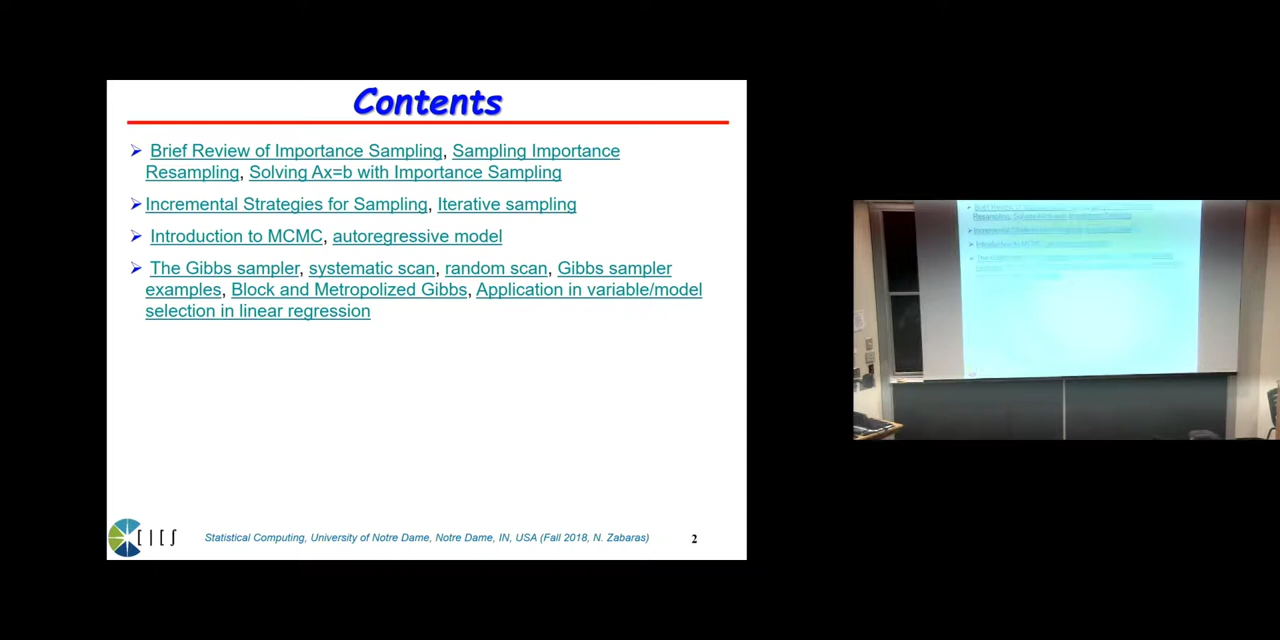 Contents
Brief Review of Importance Sampling, Sampling Importance
Resampling, Solving Ax=b with Importance Sampling
Incremental Strategies for Sampling, Iterative sampling
Introduction to MCMC, autoregressive model
The Gibbs sampler, systematic scan, random scan, Gibbs sampler
examples, Block and Metropolized Gibbs, Application in variable/model
selection in linear regression
Statistical Computing, University of Notre Dame, Notre Dame, IN, USA (Fall 2018, N. Zabaras)
2